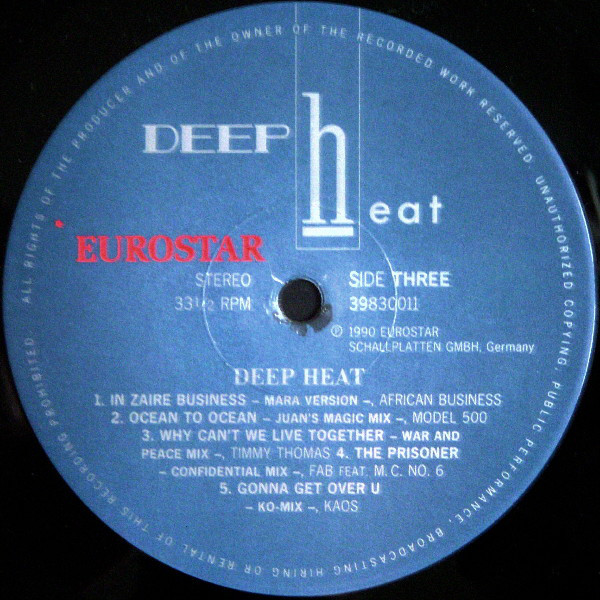 ALL RIGHTS OF THE PRODUCER AND OF THE OWNER OF THE RECORDED WORK RESERVED. UNAUTHORIZED COPYING, PUBLIC PERFORMANCE, BROADCASTING HIRING OR RENTAL OF THIS RECORDING PROHIBITED.
DEEP heat
EUROSTAR
STEREO
33 1/2 RPM
SIDE THREE
39830011
℗ 1990 EUROSTAR
SCHALLPLATTEN GMBH, Germany
DEEP HEAT
1. IN ZAIRE BUSINESS – MARA VERSION –, AFRICAN BUSINESS
2. OCEAN TO OCEAN – JUAN'S MAGIC MIX –, MODEL 500
3. WHY CAN'T WE LIVE TOGETHER – WAR AND
PEACE MIX –, TIMMY THOMAS 4. THE PRISONER
– CONFIDENTIAL MIX –, FAB FEAT. M. C. NO. 6
5. GONNA GET OVER U
– KO-MIX –, KAOS